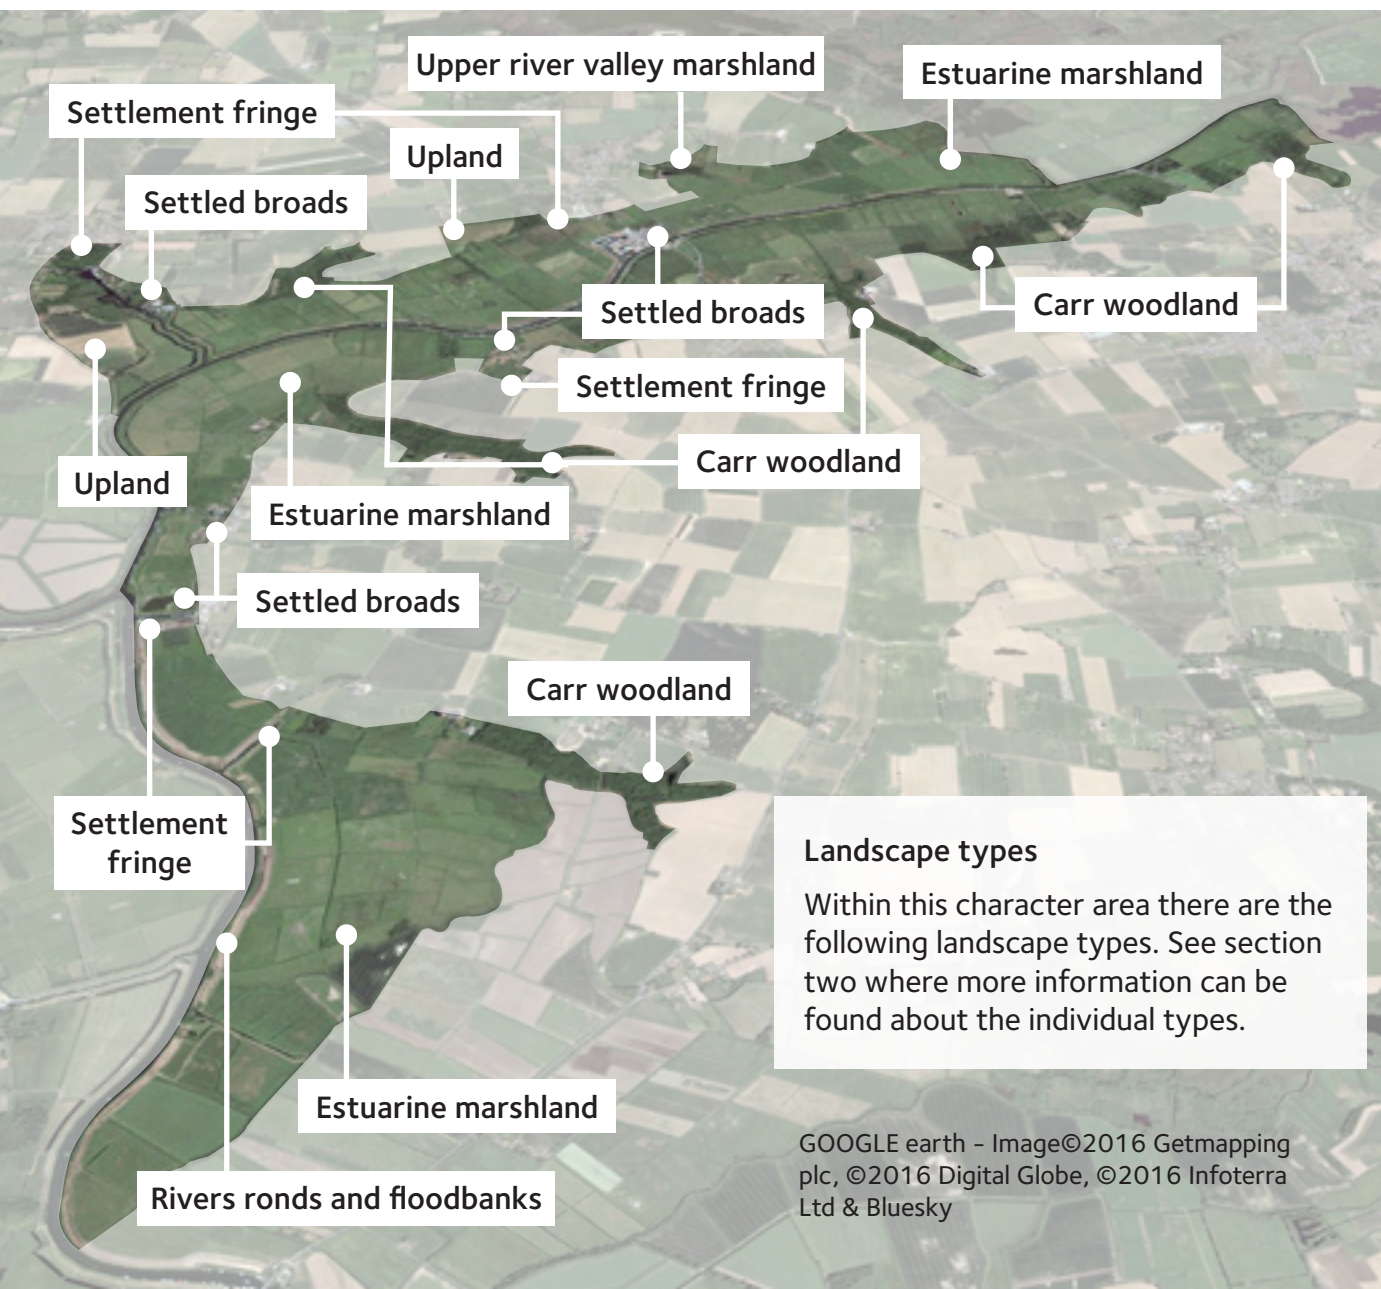 Upper river valley marshland
Estuarine marshland
Settlement fringe
Upland
Settled broads
Carr woodland
Settled broads
Settlement fringe
Carr woodland
Upland
Estuarine marshland
Settled broads
Carr woodland
Settlement
fringe
Landscape types
Within this character area there are the
following landscape types. See section
two where more information can be
found about the individual types.
Estuarine marshland
Rivers ronds and floodbanks
GOOGLE earth – Image©2016 Getmapping
plc, ©2016 Digital Globe, ©2016 Infoterra
Ltd & Bluesky